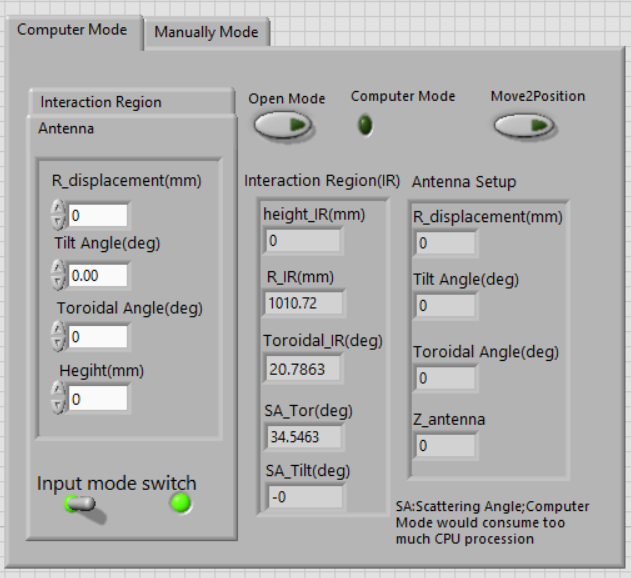 Computer Mode
Manually Mode
Interaction Region
Antenna
Open Mode
Computer Mode
Move2Position
R_displacement(mm)
0
Tilt Angle(deg)
0.00
Toroidal Angle(deg)
0
Hegiht(mm)
0
Input mode switch
Interaction Region(IR)
height_IR(mm)
0
R_IR(mm)
1010.72
Toroidal_IR(deg)
20.7863
SA_Tor(deg)
34.5463
SA_Tilt(deg)
-0
Antenna Setup
R_displacement(mm)
0
Tilt Angle(deg)
0
Toroidal Angle(deg)
0
Z_antenna
0
SA:Scattering Angle;Computer
Mode would consume too
much CPU procession